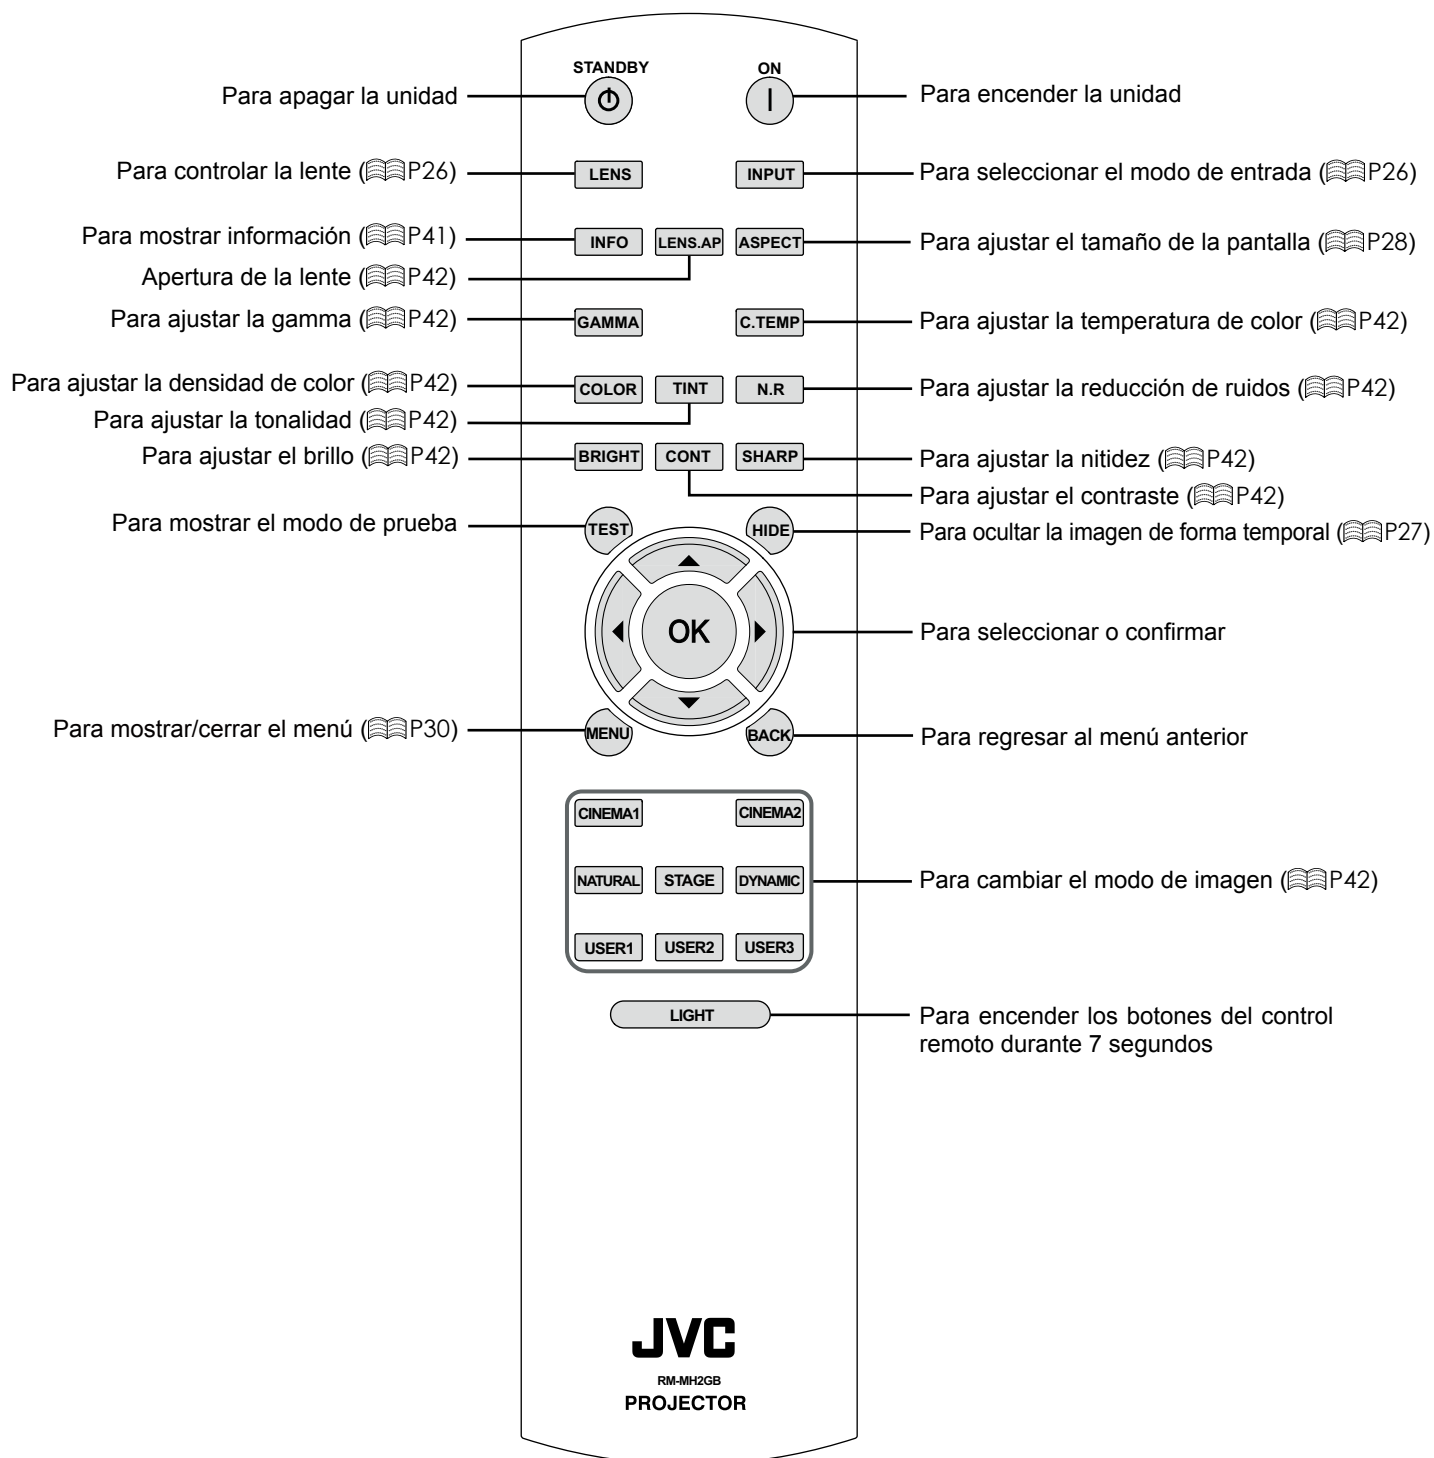 STANDBY
ON
Para apagar la unidad
Para encender la unidad
Para controlar la lente (P26)
LENS
INPUT
Para seleccionar el modo de entrada (P26)
Para mostrar información (P41)
INFO
LENS.AP
ASPECT
Para ajustar el tamaño de la pantalla (P28)
Apertura de la lente (P42)
Para ajustar la gamma (P42)
GAMMA
C.TEMP
Para ajustar la temperatura de color (P42)
Para ajustar la densidad de color (P42)
COLOR
TINT
N.R
Para ajustar la reducción de ruidos (P42)
Para ajustar la tonalidad (P42)
Para ajustar el brillo (P42)
BRIGHT
CONT
SHARP
Para ajustar la nitidez (P42)
Para ajustar el contraste (P42)
Para mostrar el modo de prueba
TEST
HIDE
Para ocultar la imagen de forma temporal (P27)
OK
Para seleccionar o confirmar
Para mostrar/cerrar el menú (P30)
MENU
BACK
Para regresar al menú anterior
CINEMA1
CINEMA2
NATURAL
STAGE
DYNAMIC
Para cambiar el modo de imagen (P42)
USER1
USER2
USER3
LIGHT
Para encender los botones del control
remoto durante 7 segundos
JVC
RM-MH2GB
PROJECTOR